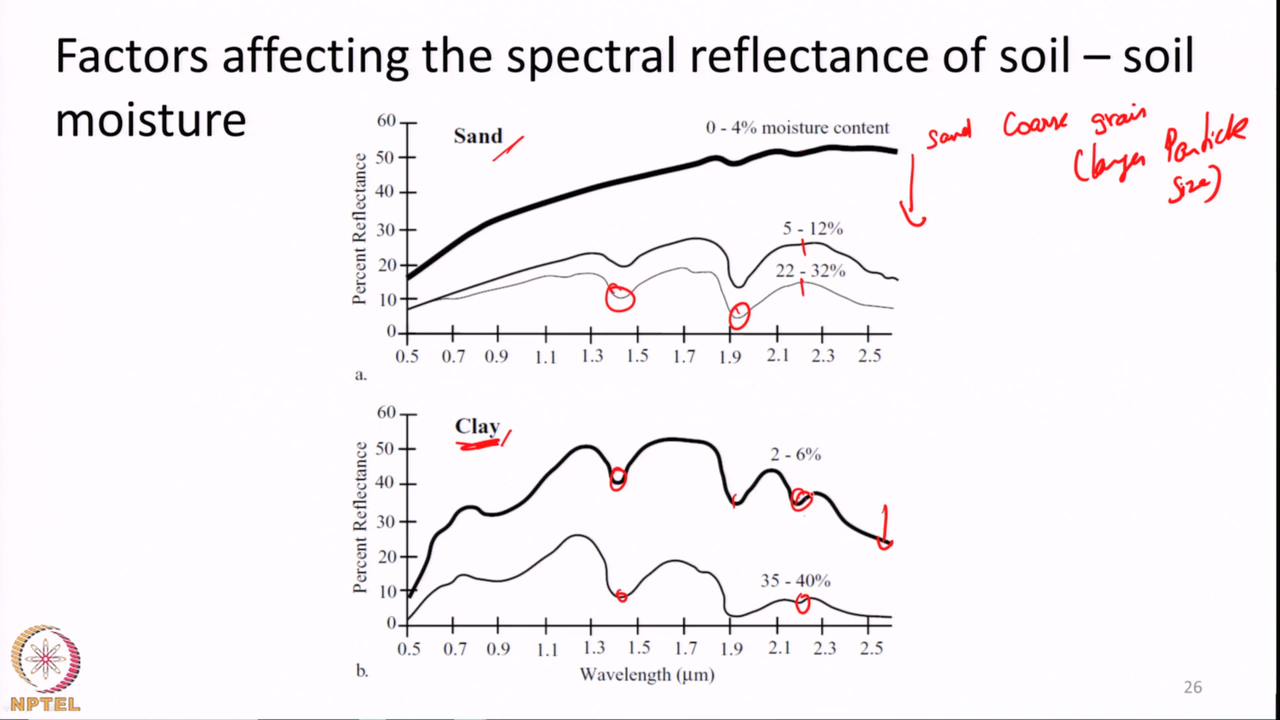 Factors affecting the spectral reflectance of soil – soil
moisture
Sand
0 - 4% moisture content
sand Coarse grain
(larger Particle
size)
Percent Reflectance
60
50
40
30
20
10
0
5 - 12%
22 - 32%
0.5 0.7 0.9 1.1 1.3 1.5 1.7 1.9 2.1 2.3 2.5
a.
Clay
Percent Reflectance
60
50
40
30
20
10
0
2 - 6%
35 - 40%
0.5 0.7 0.9 1.1 1.3 1.5 1.7 1.9 2.1 2.3 2.5
b.
Wavelength (μm)
NPTEL
26